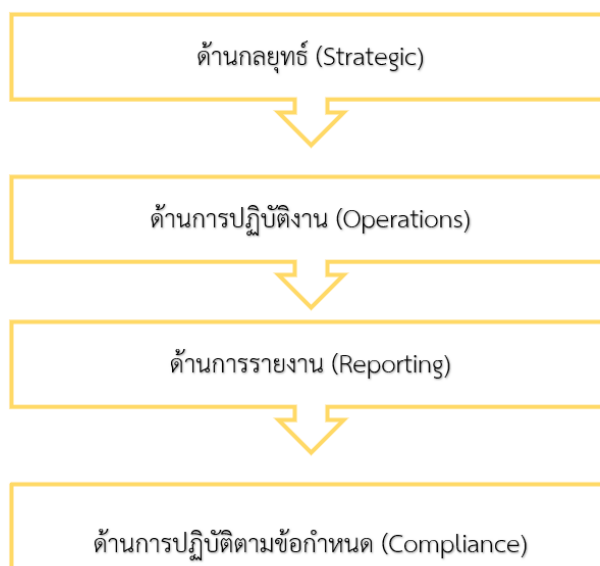 ด้านกลยุทธ์ (Strategic)
ด้านการปฏิบัติงาน (Operations)
ด้านการรายงาน (Reporting)
ด้านการปฏิบัติตามข้อกำหนด (Compliance)